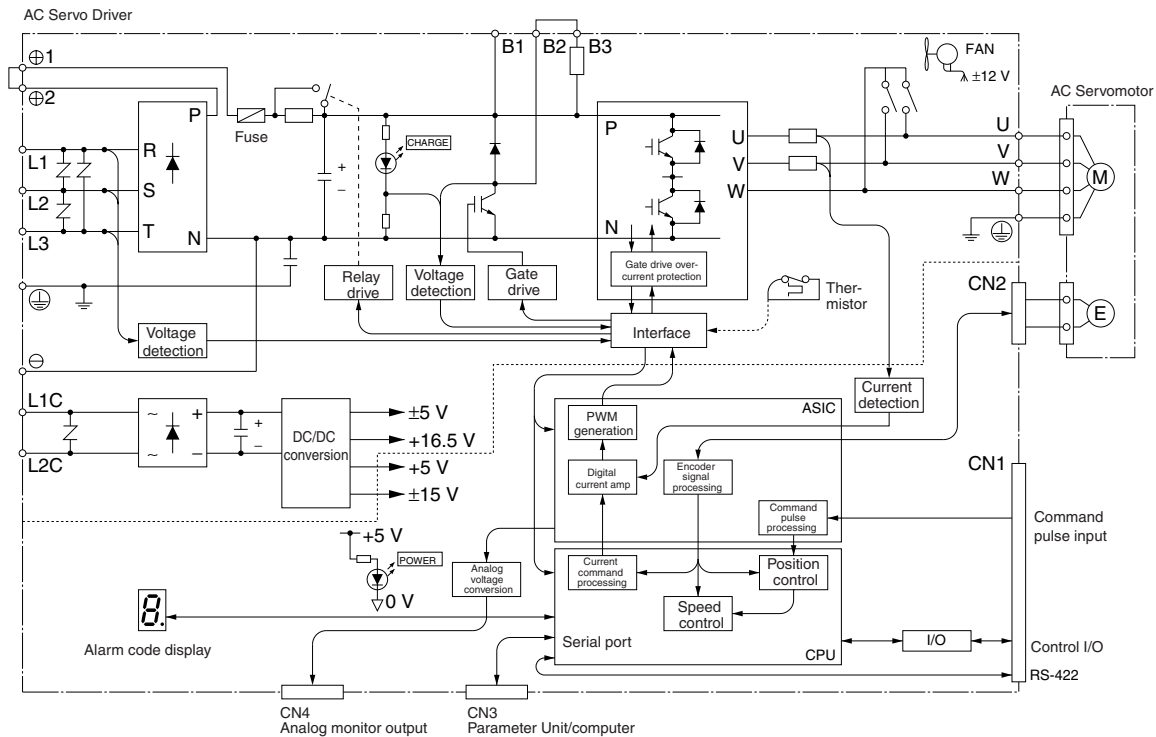 AC Servo Driver
⊕1
⊕2
B1
B2
B3
FAN
±12 V
AC Servomotor
P
Fuse
CHARGE
P
U
V
W
U
V
W
M
L1
R
L2
S
L3
T
N
+
−
N
Gate drive over-
current protection
Relay
drive
Voltage
detection
Gate
drive
Ther-
mistor
CN2
E
Voltage
detection
Interface
⊖
L1C
L2C
~
~
+
−
+
−
DC/DC
conversion
±5 V
+16.5 V
+5 V
±15 V
Current
detection
ASIC
PWM
generation
Digital
current amp
Encoder
signal
processing
Command
pulse
processing
CN1
Command
pulse input
+5 V
POWER
0 V
Analog
voltage
conversion
Current
command
processing
Position
control
Speed
control
8.
Alarm code display
Serial port
CPU
I/O
Control I/O
RS-422
CN4
Analog monitor output
CN3
Parameter Unit/computer